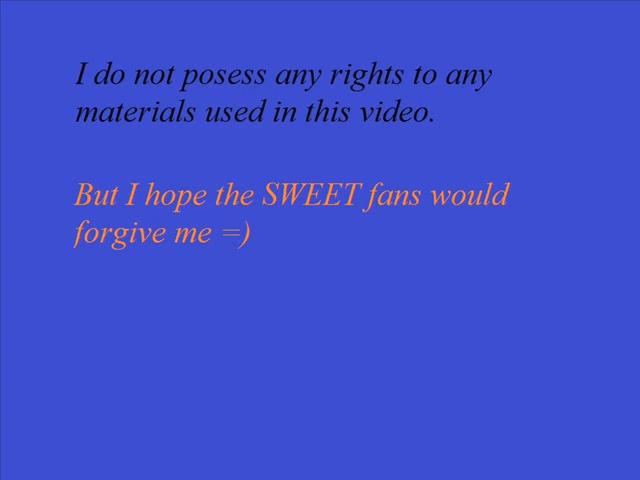 I do not posess any rights to any
materials used in this video.
But I hope the SWEET fans would
forgive me =)